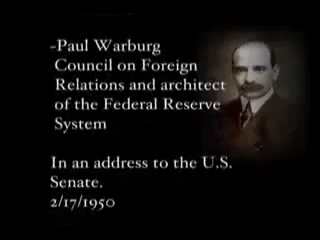 -Paul Warburg
Council on Foreign
Relations and architect
of the Federal Reserve
System
In an address to the U.S.
Senate.
2/17/1950